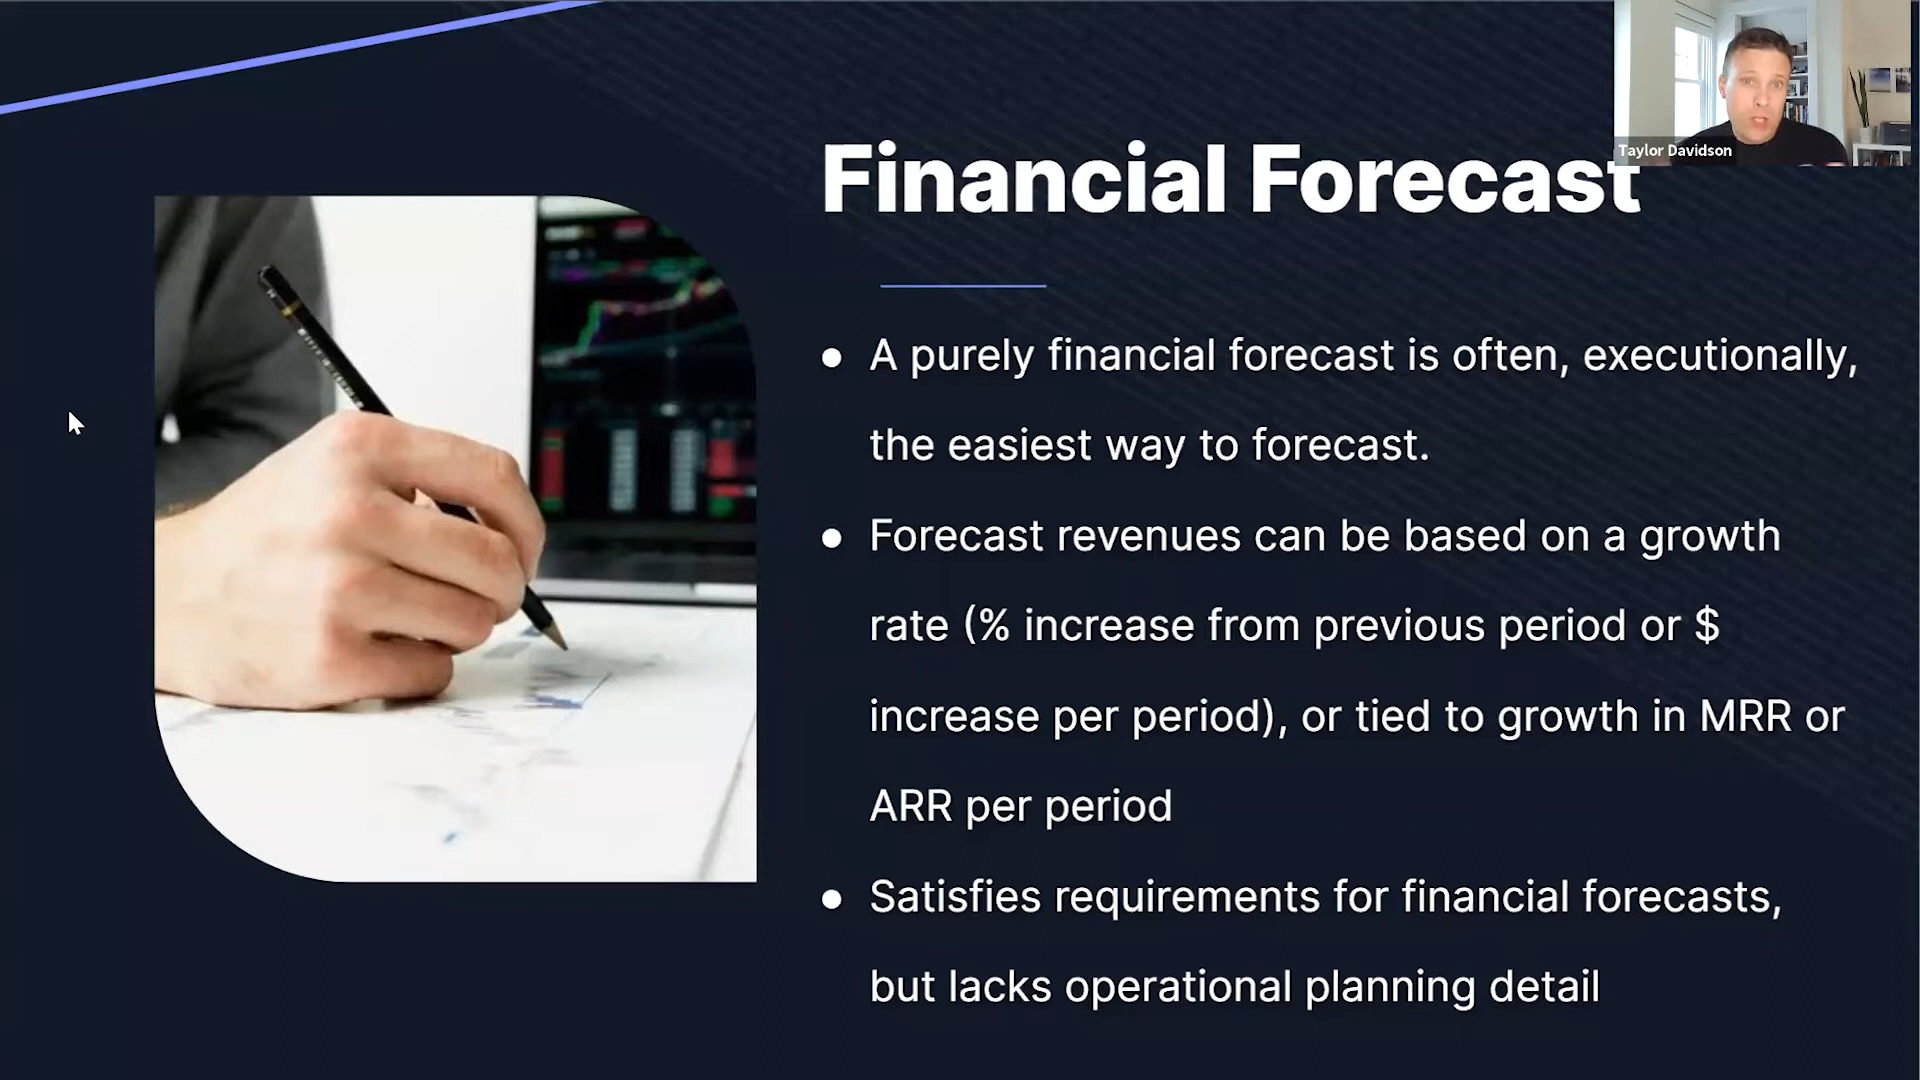 Taylor Davidson
Financial Forecast
● A purely financial forecast is often, executionally,
the easiest way to forecast.
● Forecast revenues can be based on a growth
rate (% increase from previous period or $
increase per period), or tied to growth in MRR or
ARR per period
● Satisfies requirements for financial forecasts,
but lacks operational planning detail